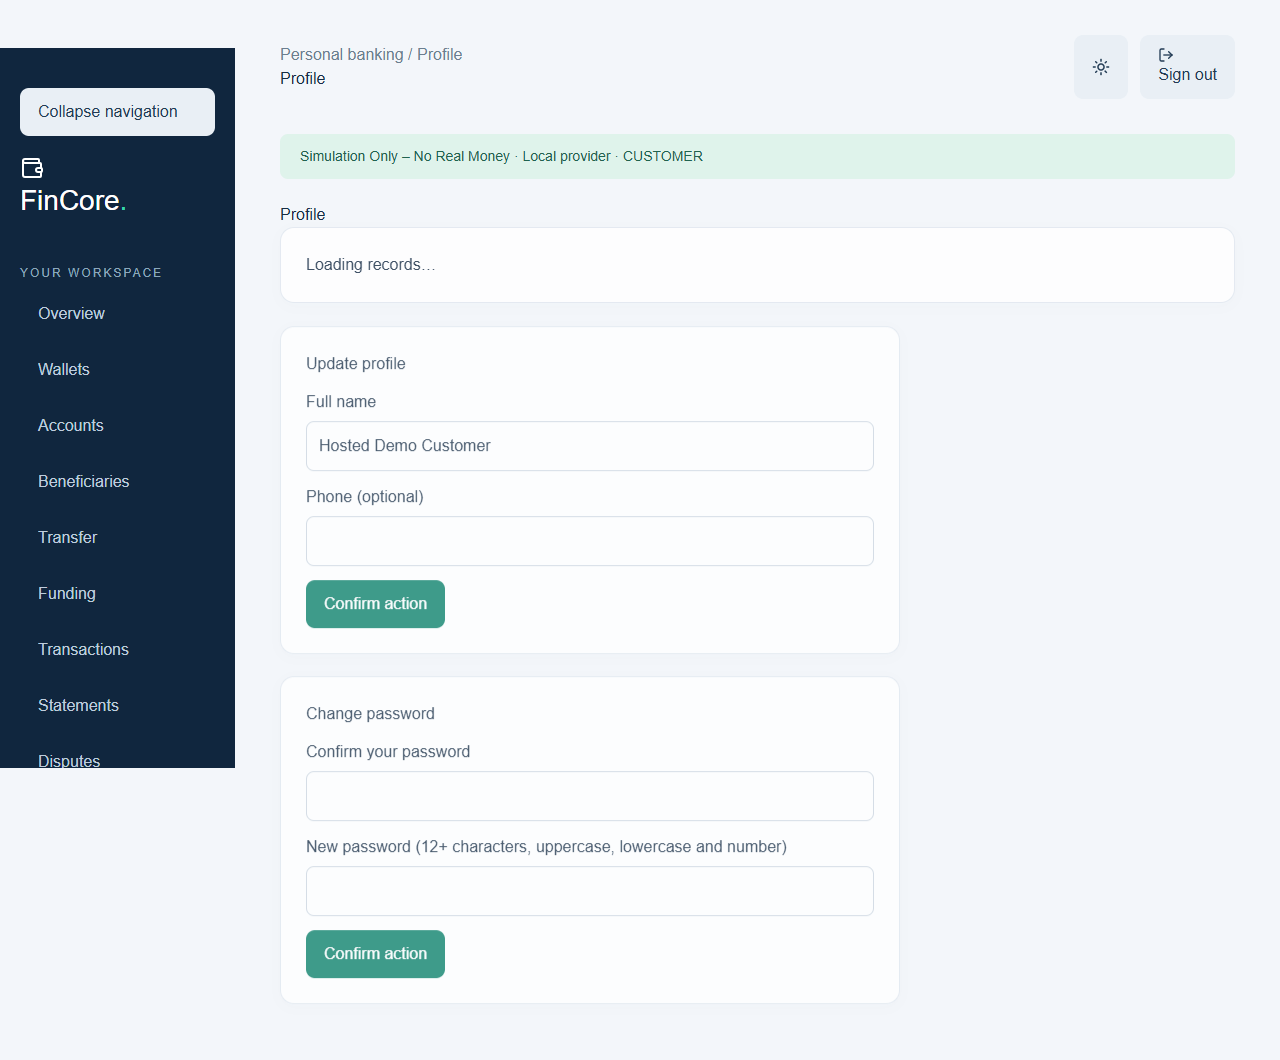 Personal banking / Profile
Profile
Sign out
Collapse navigation
FinCore.
YOUR WORKSPACE
Overview
Wallets
Accounts
Beneficiaries
Transfer
Funding
Transactions
Statements
Disputes
Simulation Only – No Real Money · Local provider · CUSTOMER
Profile
Loading records…
Update profile
Full name
Hosted Demo Customer
Phone (optional)
Confirm action
Change password
Confirm your password
New password (12+ characters, uppercase, lowercase and number)
Confirm action